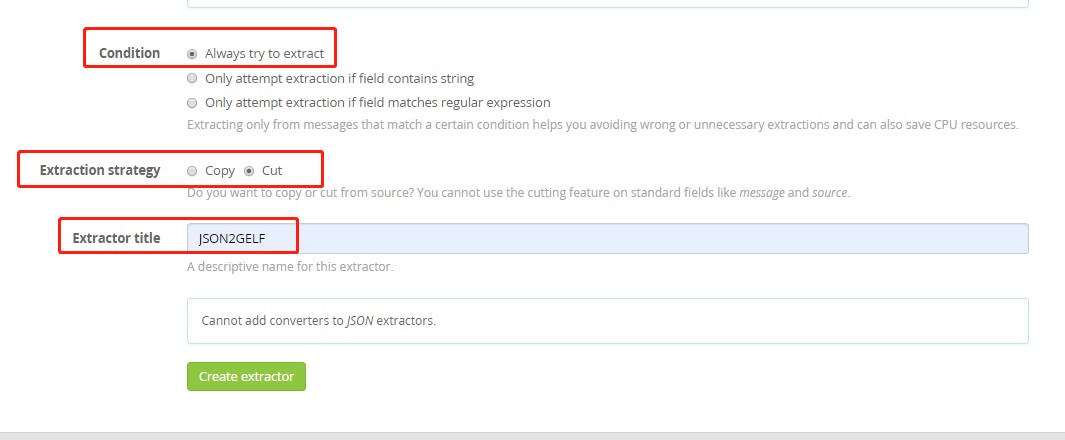 Condition Always try to extract
Only attempt extraction if field contains string
Only attempt extraction if field matches regular expression
Extracting only from messages that match a certain condition helps you avoiding wrong or unnecessary extractions and can also save CPU resources.
Extraction strategy Copy Cut
Do you want to copy or cut from source? You cannot use the cutting feature on standard fields like message and source.
Extractor title JSON2GELF
A descriptive name for this extractor.
Cannot add converters to JSON extractors.
Create extractor